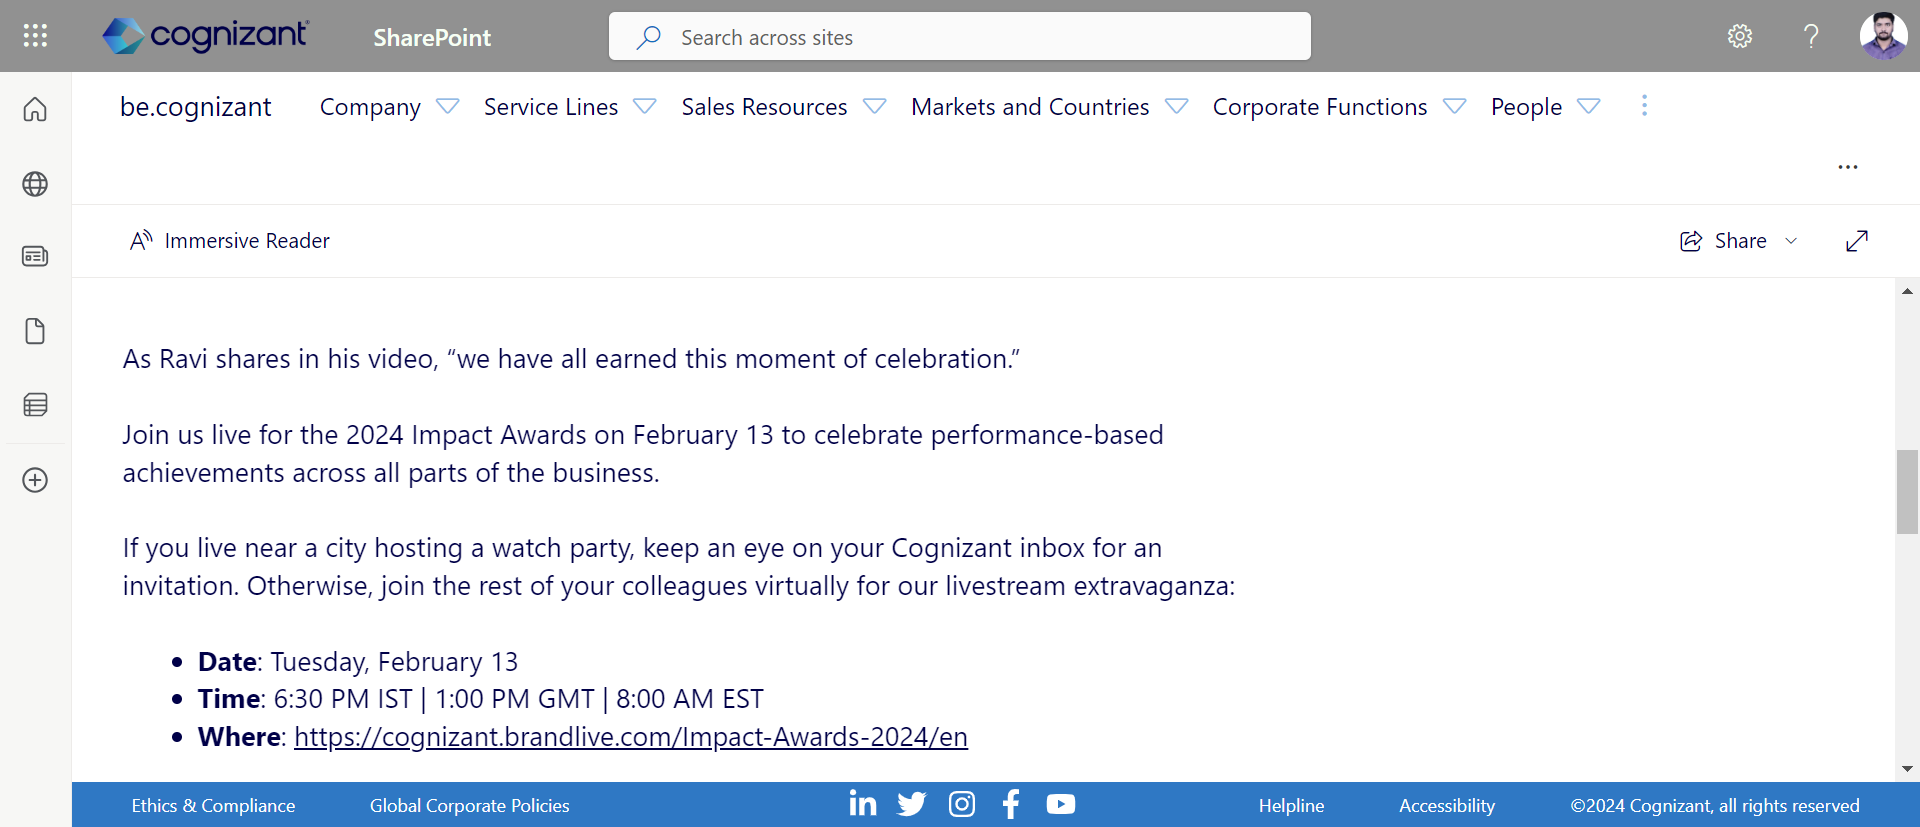 cognizant
SharePoint
Search across sites
?
be.cognizant
Company
Service Lines
Sales Resources
Markets and Countries
Corporate Functions
People
Immersive Reader
Share
As Ravi shares in his video, “we have all earned this moment of celebration.”
Join us live for the 2024 Impact Awards on February 13 to celebrate performance-based
achievements across all parts of the business.
If you live near a city hosting a watch party, keep an eye on your Cognizant inbox for an
invitation. Otherwise, join the rest of your colleagues virtually for our livestream extravaganza:
• Date: Tuesday, February 13
• Time: 6:30 PM IST | 1:00 PM GMT | 8:00 AM EST
• Where: https://cognizant.brandlive.com/Impact-Awards-2024/en
Ethics & Compliance
Global Corporate Policies
Helpline
Accessibility
©2024 Cognizant, all rights reserved